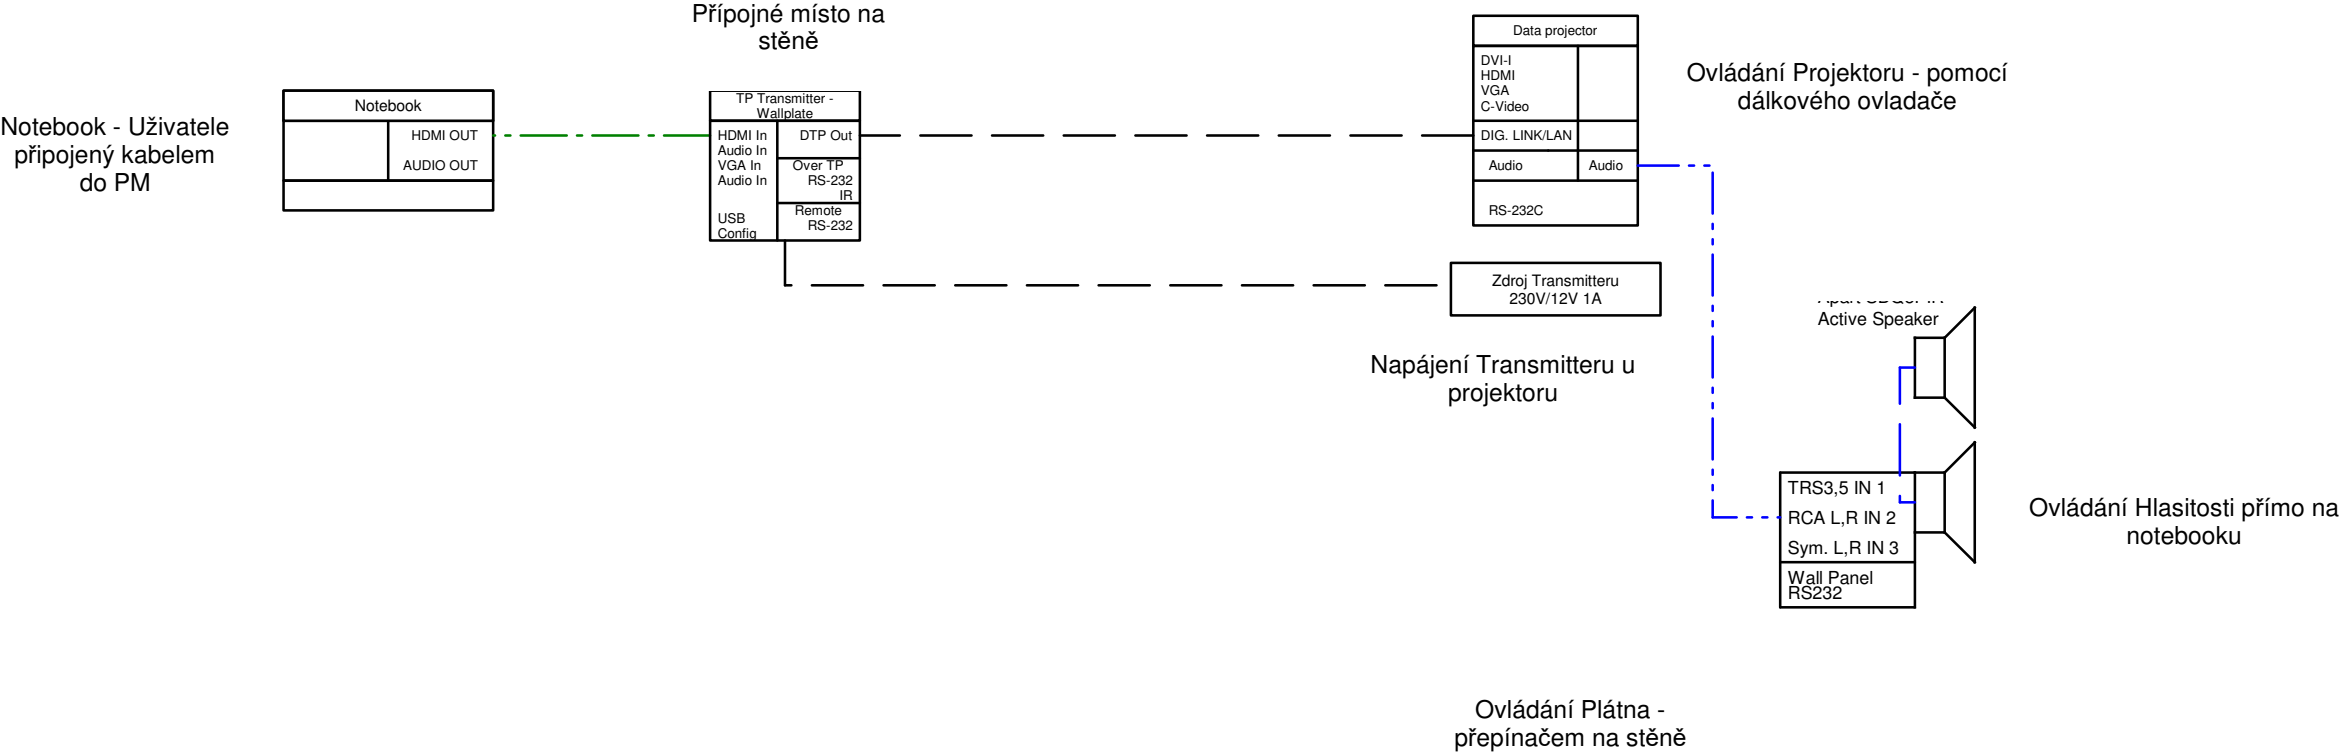 Přípojné místo na
stěně
Notebook - Uživatele
připojený kabelem
do PM
Notebook
HDMI OUT
AUDIO OUT
TP Transmitter -
Wallplate
HDMI In
Audio In
VGA In
Audio In
USB
Config
DTP Out
Over TP
RS-232
IR
Remote
RS-232
Data projector
DVI-I
HDMI
VGA
C-Video
DIG. LINK/LAN
Audio
Audio
RS-232C
Ovládání Projektoru - pomocí
dálkového ovladače
Zdroj Transmitteru
230V/12V 1A
Napájení Transmitteru u
projektoru
Active Speaker
TRS3,5 IN 1
RCA L,R IN 2
Sym. L,R IN 3
Wall Panel
RS232
Ovládání Hlasitosti přímo na
notebooku
Ovládání Plátna -
přepínačem na stěně